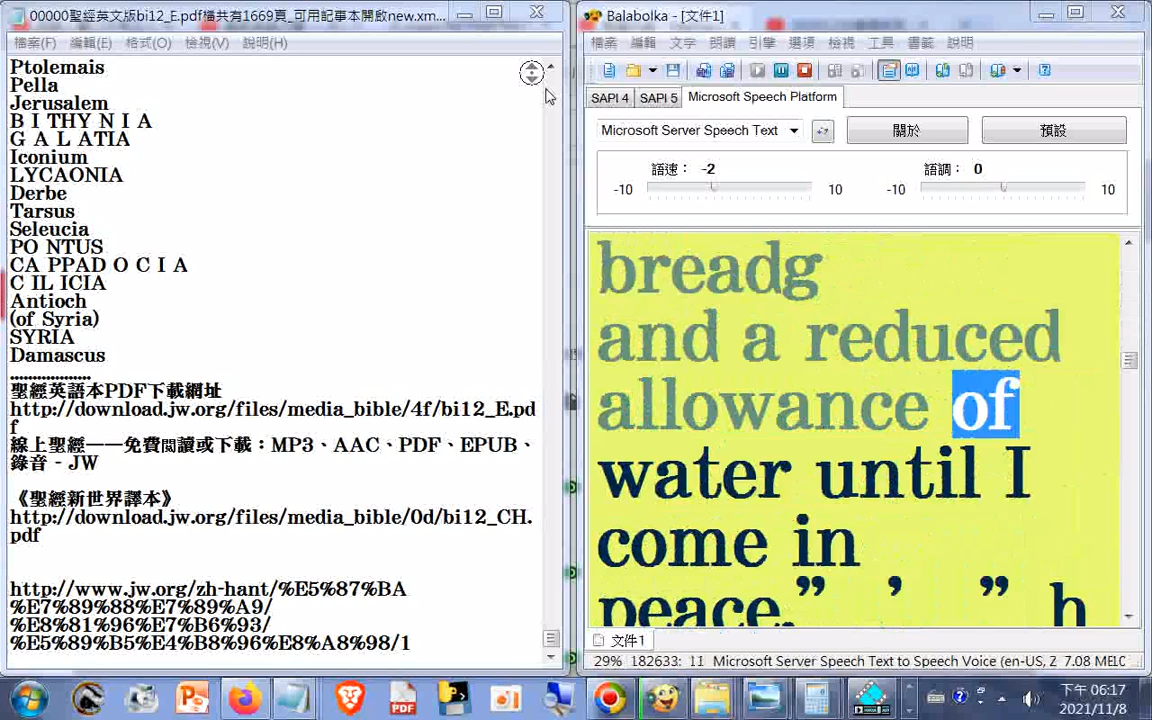 00000聖經英文版bi12_E.pdf檔共有1669頁_可用記事本開啟new.xm...
檔案(F) 編輯(E) 格式(O) 檢視(V) 說明(H)
Ptolemais
Pella
Jerusalem
B I THY N I A
G A L ATIA
Iconium
LYCAONIA
Derbe
Tarsus
Seleucia
PO NTUS
CA PPAD O C I A
C IL ICIA
Antioch
(of Syria)
SYRIA
Damascus
..................
聖經英語本PDF下載網址
http://download.jw.org/files/media_bible/4f/bi12_E.pd
f
線上聖經——免費閱讀或下載：MP3、AAC、PDF、EPUB、
錄音 - JW
《聖經新世界譯本》
http://download.jw.org/files/media_bible/0d/bi12_CH.
pdf
http://www.jw.org/zh-hant/%E5%87%BA
%E7%89%88%E7%89%A9/
%E8%81%96%E7%B6%93/
%E5%89%B5%E4%B8%96%E8%A8%98/1
Balabolka - [文件1]
檔案 編輯 文字 朗讀 引擎 選項 檢視 工具 書籤 說明
SAPI 4 SAPI 5 Microsoft Speech Platform
Microsoft Server Speech Text 關於 預設
語速： -2 語調： 0
-10 10 -10 10
breadg
and a reduced
allowance of
water until I
come in
peace.” ’ ” h
文件1
29% 182633: 11 Microsoft Server Speech Text to Speech Voice (en-US, Z 7.08 MELC
PDF
下午 06:17
2021/11/8